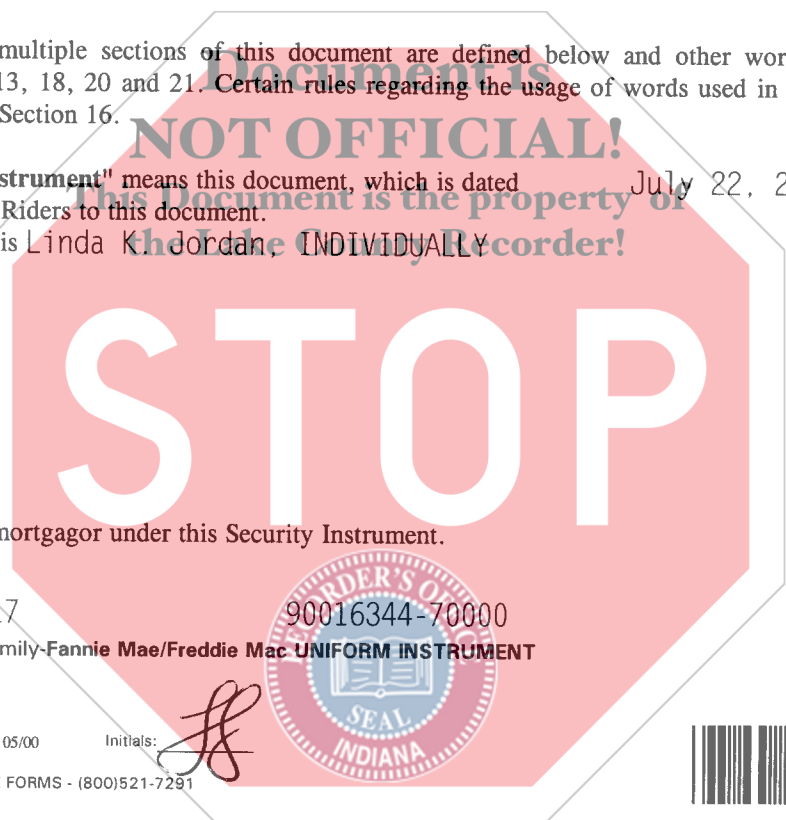 multiple sections of this document are defined below and other wor
13, 18, 20 and 21. Certain rules regarding the usage of words used in
Section 16.
Document is
NOT OFFICIAL!
This Document is the property of
the Lake County Recorder!
strument" means this document, which is dated July 22, 2
Riders to this document.
is Linda K. Jordan, INDIVIDUALLY
STOP
mortgagor under this Security Instrument.
7
90016344-70000
mily-Fannie Mae/Freddie Mac UNIFORM INSTRUMENT
RECORDER'S OFFICE
SEAL
INDIANA
05/00 Initials:
FORMS - (800)521-7291